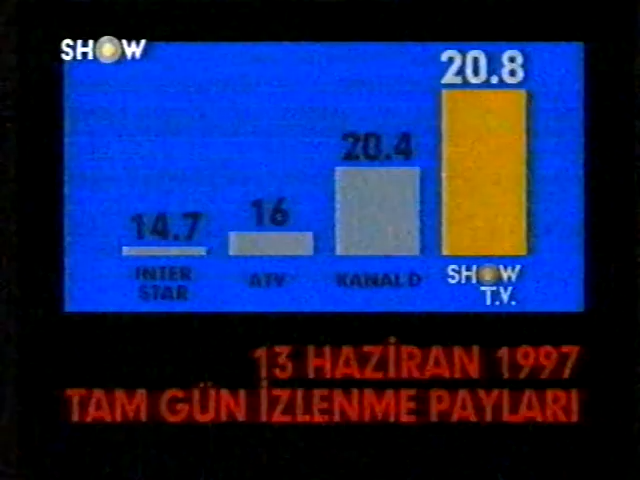 SHOW
20.8
20.4
16
14.7
INTER STAR
ATV
KANAL D
SHOW T.V.
13 HAZİRAN 1997
TAM GÜN İZLENME PAYLARI